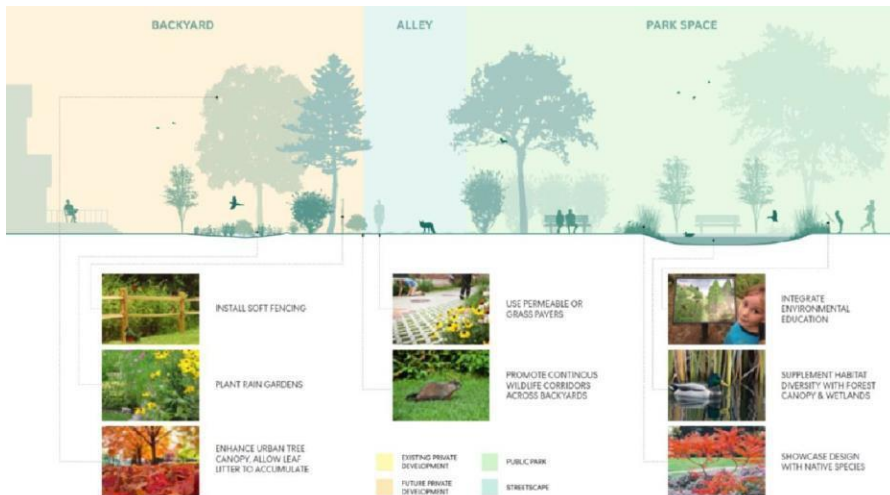 BACKYARD
ALLEY
PARK SPACE
INSTALL SOFT FENCING
PLANT RAIN GARDENS
ENHANCE URBAN TREE
CANOPY, ALLOW LEAF
LITTER TO ACCUMULATE
USE PERMEABLE OR
GRASS PAVERS
PROMOTE CONTINOUS
WILDLIFE CORRIDORS
ACROSS BACKYARDS
INTEGRATE
ENVIRONMENTAL
EDUCATION
SUPPLEMENT HABITAT
DIVERSITY WITH FOREST
CANOPY & WETLANDS
SHOWCASE DESIGN
WITH NATIVE SPECIES
EXISTING PRIVATE
DEVELOPMENT
FUTURE PRIVATE
DEVELOPMENT
PUBLIC PARK
STREETSCAPE